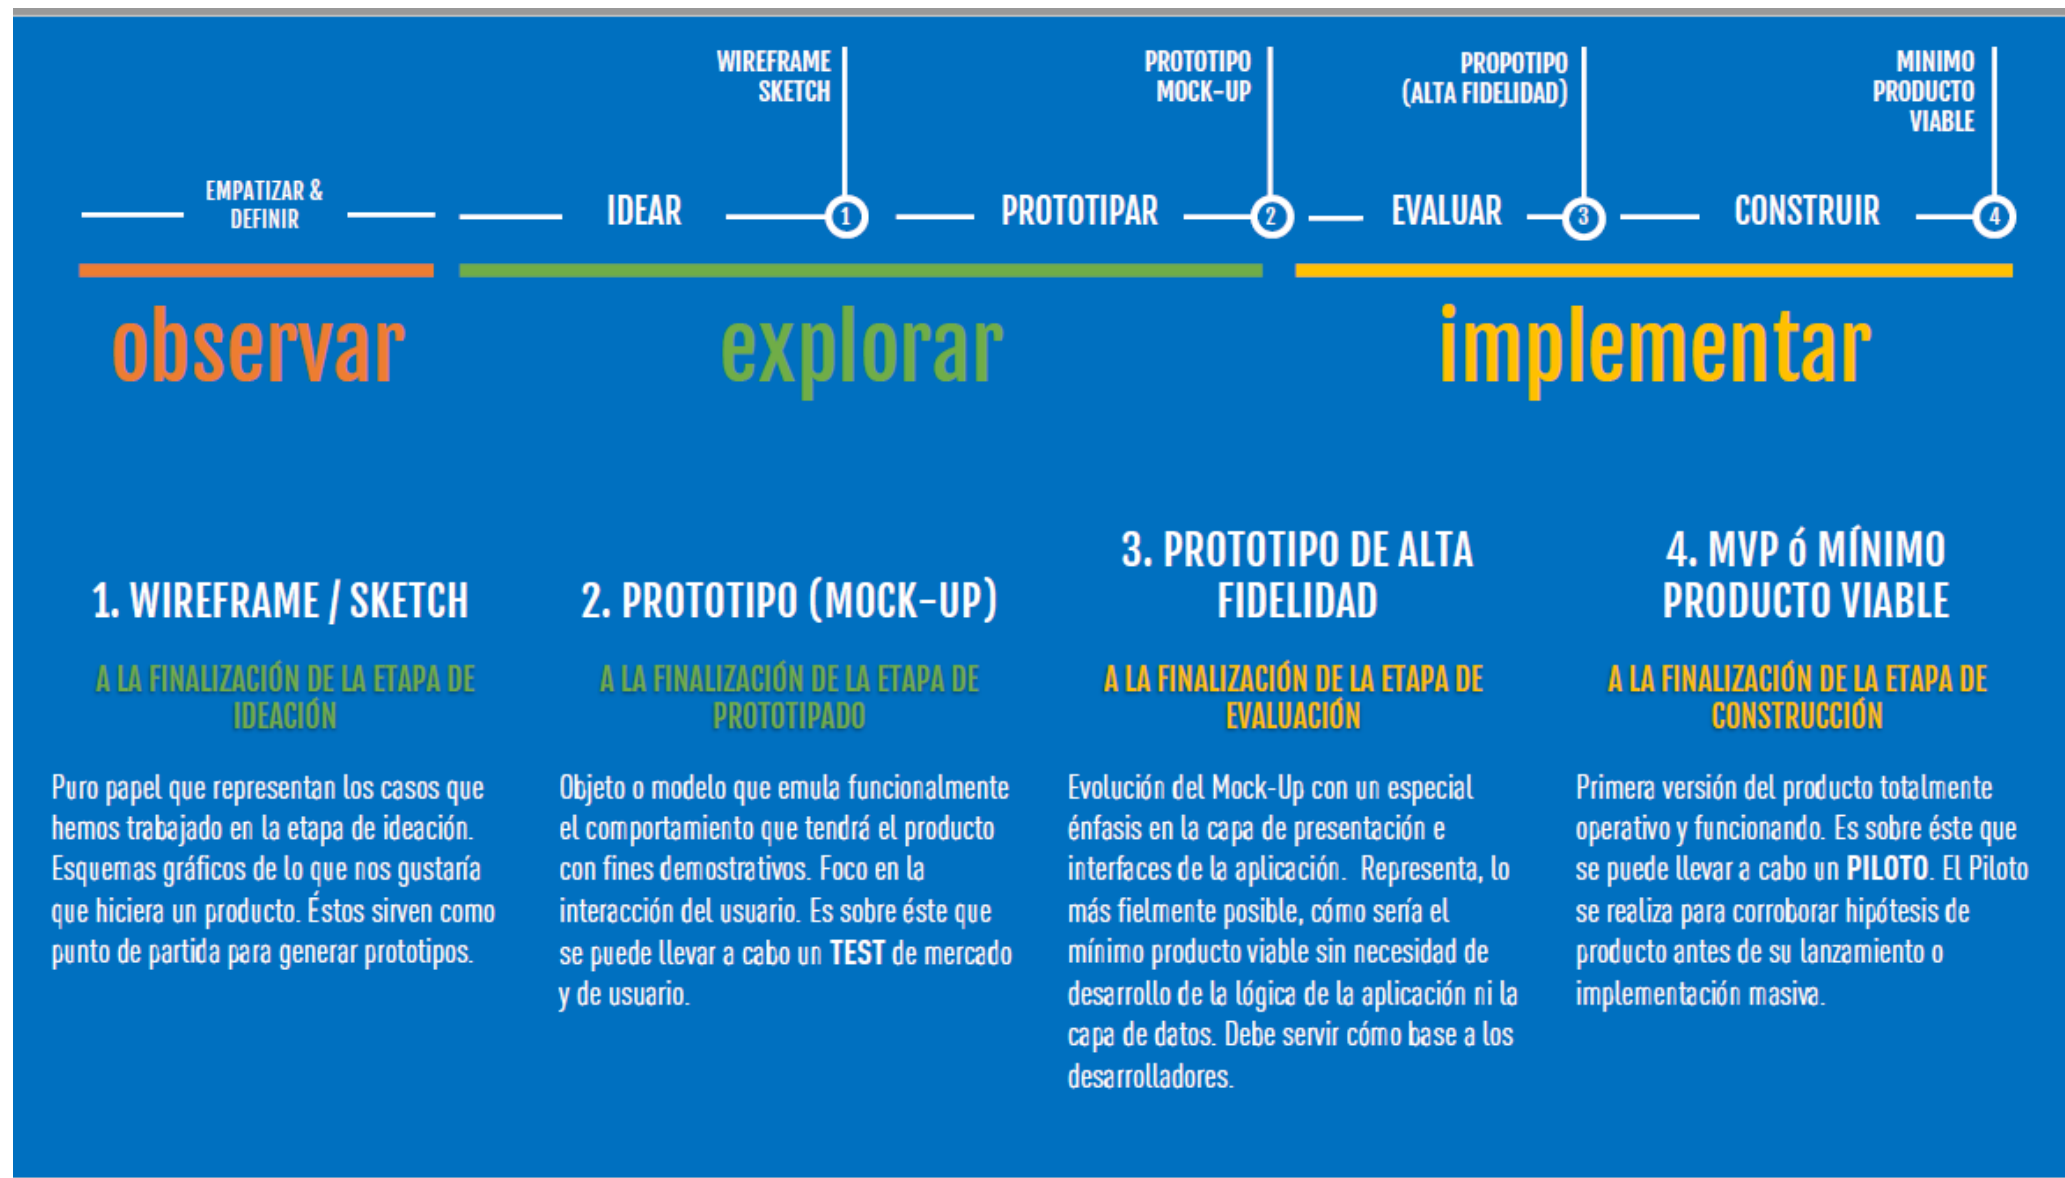 WIREFRAME
SKETCH
PROTOTIPO
MOCK-UP
PROPOTIPO
(ALTA FIDELIDAD)
MINIMO
PRODUCTO
VIABLE
EMPATIZAR &
DEFINIR
IDEAR
1
PROTOTIPAR
2
EVALUAR
3
CONSTRUIR
4
observar
explorar
implementar
1. WIREFRAME / SKETCH
A LA FINALIZACIÓN DE LA ETAPA DE
IDEACIÓN
Puro papel que representan los casos que
hemos trabajado en la etapa de ideación.
Esquemas gráficos de lo que nos gustaría
que hiciera un producto. Éstos sirven como
punto de partida para generar prototipos.
2. PROTOTIPO (MOCK-UP)
A LA FINALIZACIÓN DE LA ETAPA DE
PROTOTIPADO
Objeto o modelo que emula funcionalmente
el comportamiento que tendrá el producto
con fines demostrativos. Foco en la
interacción del usuario. Es sobre éste que
se puede llevar a cabo un TEST de mercado
y de usuario.
3. PROTOTIPO DE ALTA
FIDELIDAD
A LA FINALIZACIÓN DE LA ETAPA DE
EVALUACIÓN
Evolución del Mock-Up con un especial
énfasis en la capa de presentación e
interfaces de la aplicación. Representa, lo
más fielmente posible, cómo sería el
mínimo producto viable sin necesidad de
desarrollo de la lógica de la aplicación ni la
capa de datos. Debe servir cómo base a los
desarrolladores.
4. MVP ó MÍNIMO
PRODUCTO VIABLE
A LA FINALIZACIÓN DE LA ETAPA DE
CONSTRUCCIÓN
Primera versión del producto totalmente
operativo y funcionando. Es sobre éste que
se puede llevar a cabo un PILOTO. El Piloto
se realiza para corroborar hipótesis de
producto antes de su lanzamiento o
implementación masiva.